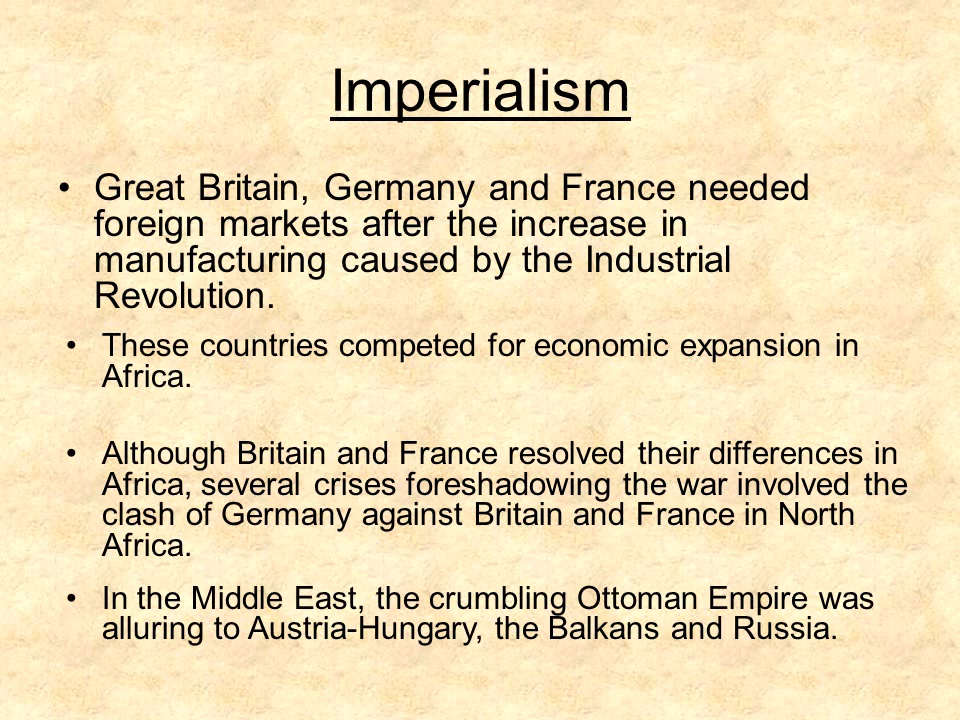 Imperialism
• Great Britain, Germany and France needed
foreign markets after the increase in
manufacturing caused by the Industrial
Revolution.
• These countries competed for economic expansion in
Africa.
• Although Britain and France resolved their differences in
Africa, several crises foreshadowing the war involved the
clash of Germany against Britain and France in North
Africa.
• In the Middle East, the crumbling Ottoman Empire was
alluring to Austria-Hungary, the Balkans and Russia.